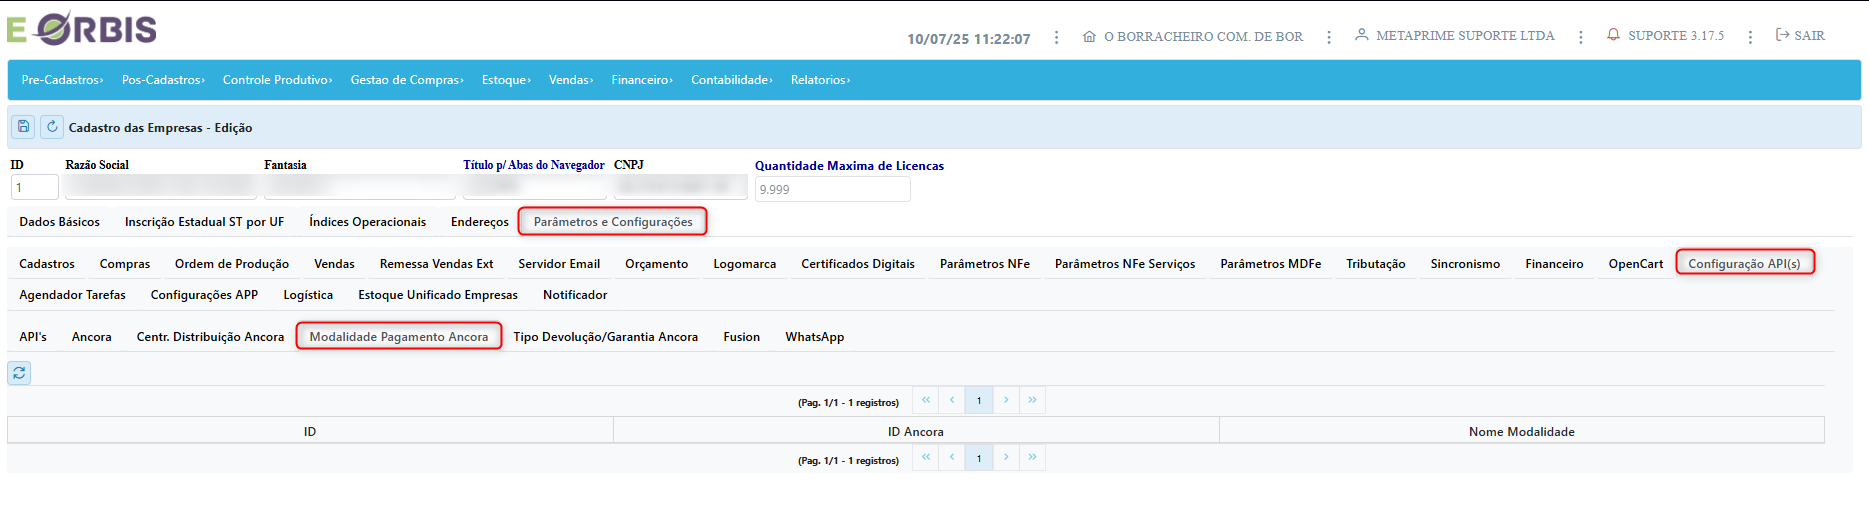 E ORBIS
10/07/25 11:22:07 O BORRACHEIRO COM. DE BOR METAPRIME SUPORTE LTDA SUPORTE 3.17.5 SAIR
Pre-Cadastros› Pos-Cadastros› Controle Produtivo› Gestao de Compras› Estoque› Vendas› Financeiro› Contabilidade› Relatorios›
Cadastro das Empresas - Edição
ID Razão Social Fantasia Título p/ Abas do Navegador CNPJ Quantidade Maxima de Licencas
1 9.999
Dados Básicos Inscrição Estadual ST por UF Índices Operacionais Endereços Parâmetros e Configurações
Cadastros Compras Ordem de Produção Vendas Remessa Vendas Ext Servidor Email Orçamento Logomarca Certificados Digitais Parâmetros NFe Parâmetros NFe Serviços Parâmetros MDFe Tributação Sincronismo Financeiro OpenCart Configuração API(s)
Agendador Tarefas Configurações APP Logística Estoque Unificado Empresas Notificador
API's Ancora Centr. Distribuição Ancora Modalidade Pagamento Ancora Tipo Devolução/Garantia Ancora Fusion WhatsApp
(Pag. 1/1 - 1 registros) 1
ID ID Ancora Nome Modalidade
(Pag. 1/1 - 1 registros) 1